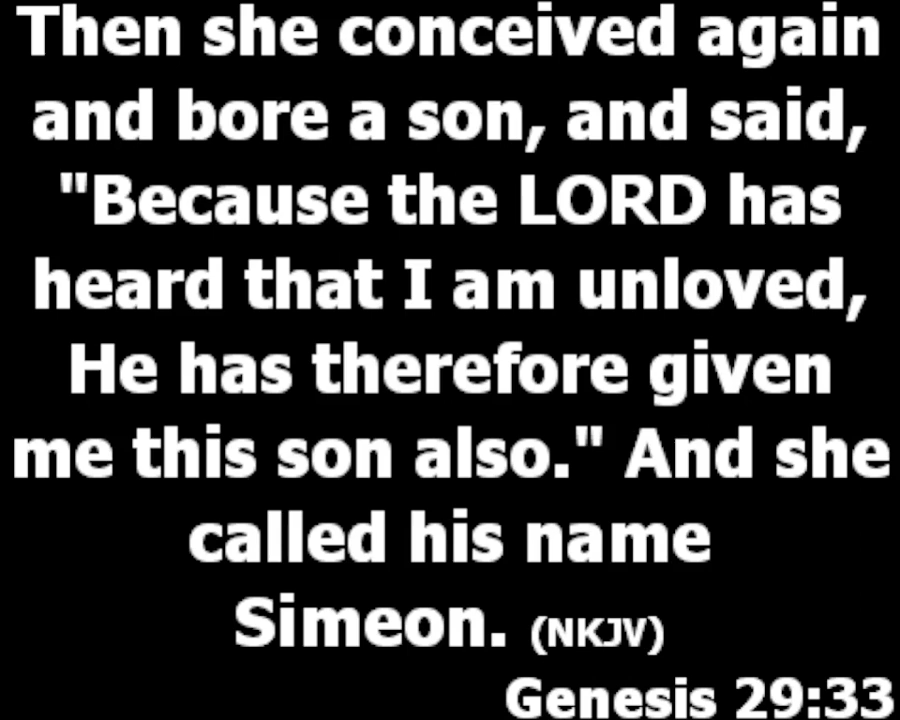 Then she conceived again
and bore a son, and said,
"Because the LORD has
heard that I am unloved,
He has therefore given
me this son also." And she
called his name
Simeon. (NKJV)
Genesis 29:33